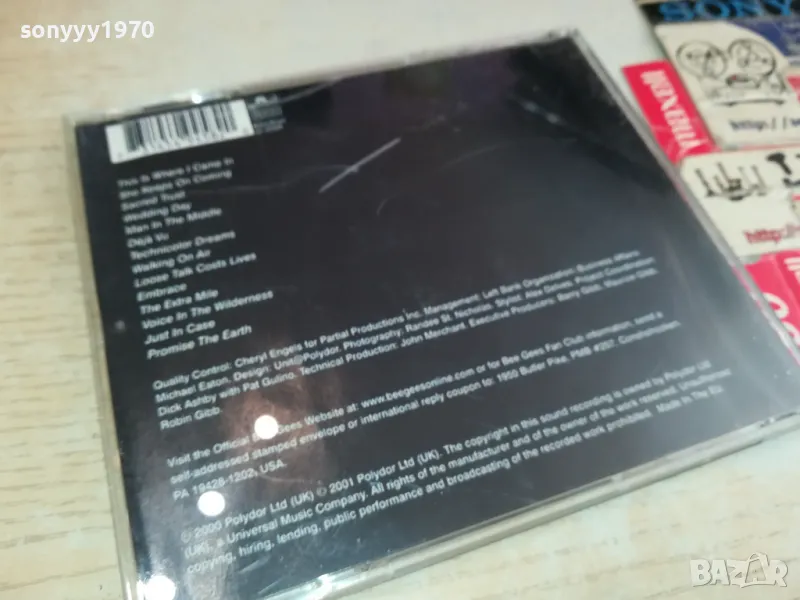 sonyyy1970
SONY
maxell
http://
http://
This Is Where I Came In
She Keeps On Coming
Sacred Trust
Wedding Day
Man In The Middle
Déjà Vu
Technicolor Dreams
Walking On Air
Loose Talk Costs Lives
Embrace
The Extra Mile
Voice In The Wilderness
Just In Case
Promise The Earth
Quality Control: Cheryl Engels for Partial Productions Inc. Management: Left Bank Organization: Business Affairs:
Michael Eaton. Design: Unit@Polydor. Photography: Randee St. Nicholas. Stylist: Alex Delves. Project Coordination
Dick Ashby with Pat Gulino. Technical Production: John Merchant. Executive Producers: Barry Gibb, Maurice Gibb,
Robin Gibb.
Visit the Official Bee Gees Website at: www.beegeesonline.com or for Bee Gees Fan Club information, send a
self-addressed stamped envelope or international reply coupon to: 1950 Butler Pike, PMB #257, Conshohocken,
PA 19428-1202, USA.
℗ 2000 Polydor Ltd (UK) © 2001 Polydor Ltd (UK). The copyright in this sound recording is owned by Polydor Ltd
(UK), a Universal Music Company. All rights of the manufacturer and of the owner of the work reserved. Unauthorised
copying, hiring, lending, public performance and broadcasting of the recorded work prohibited. Made In The EU.
BAZAR